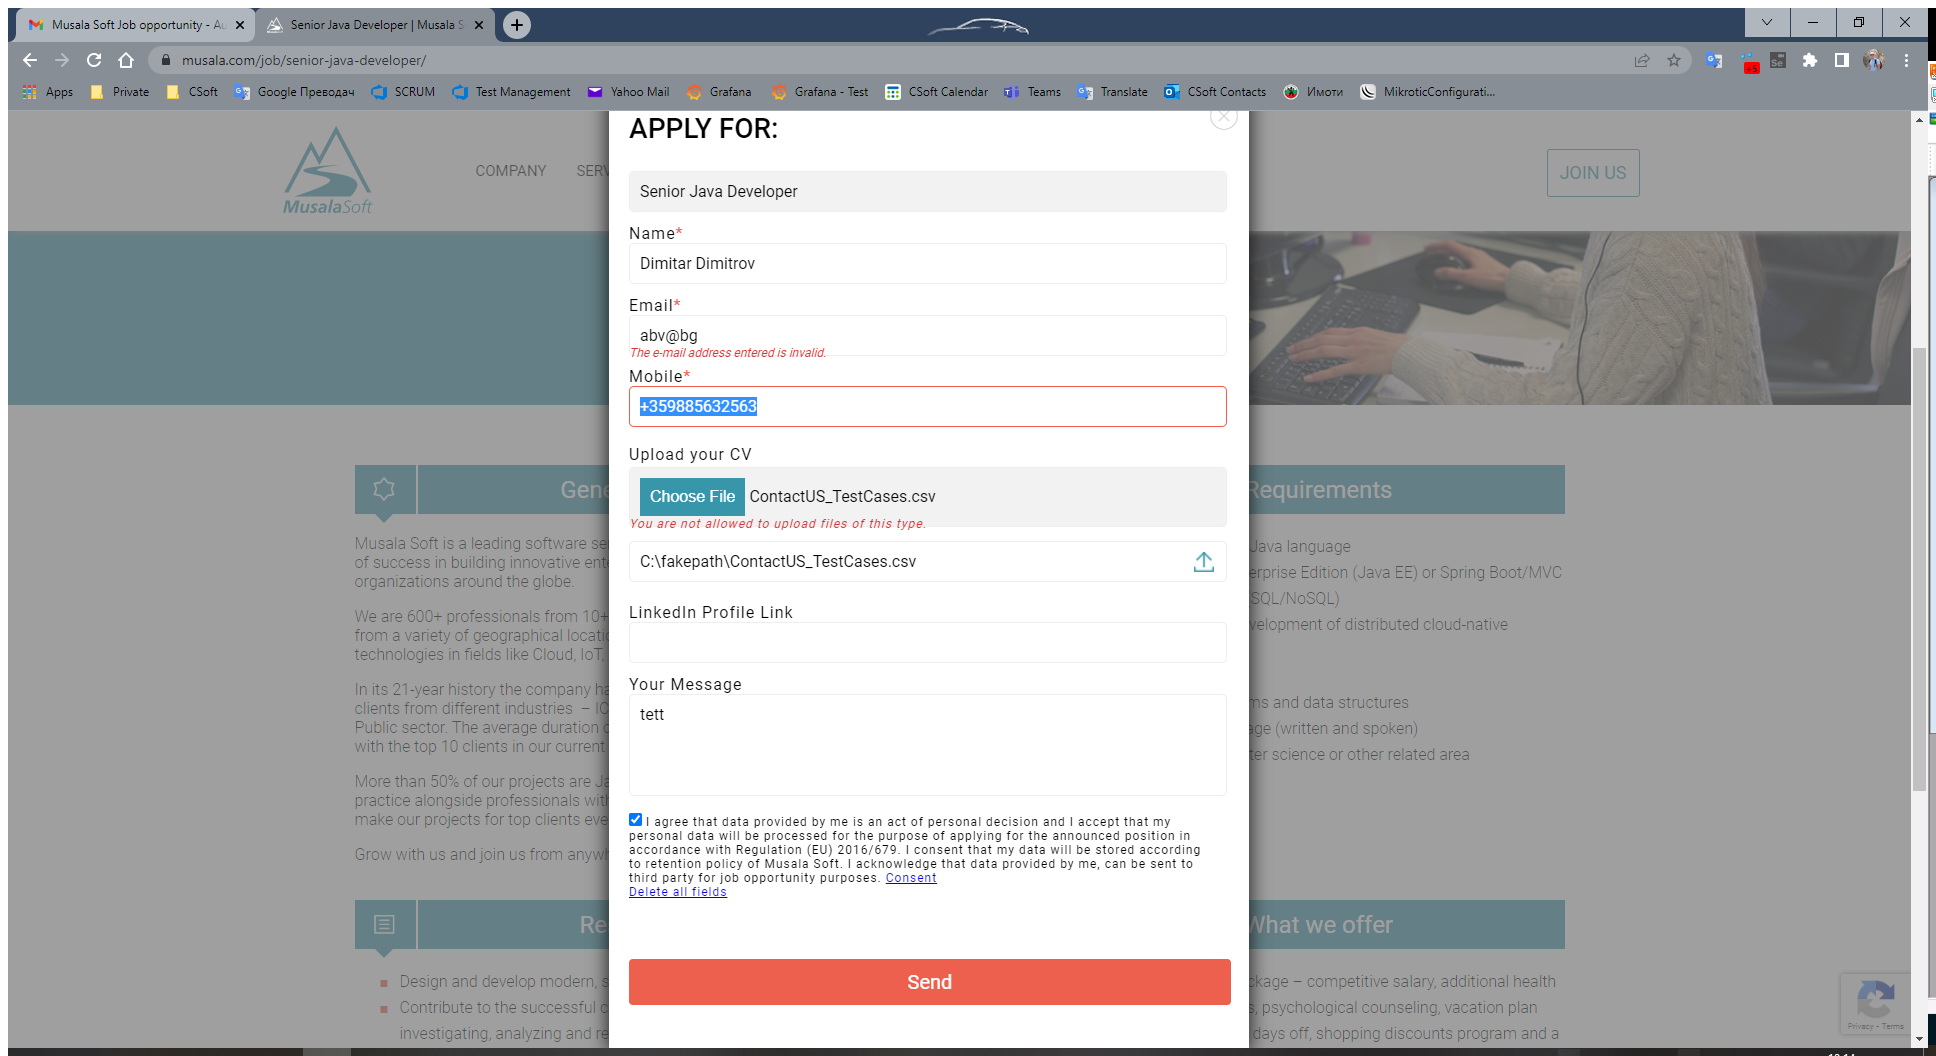 Musala Soft Job opportunity - Au
Senior Java Developer | Musala S
musala.com/job/senior-java-developer/
Apps
Private
CSoft
Google Преводач
SCRUM
Test Management
Yahoo Mail
Grafana
Grafana - Test
CSoft Calendar
Teams
Translate
CSoft Contacts
Имоти
MikroticConfigurati...
MusalaSoft
COMPANY
SERV
JOIN US
APPLY FOR:
Senior Java Developer
Name*
Dimitar Dimitrov
Email*
abv@bg
The e-mail address entered is invalid.
Mobile*
+359885632563
Upload your CV
Choose File ContactUS_TestCases.csv
You are not allowed to upload files of this type.
C:\fakepath\ContactUS_TestCases.csv
LinkedIn Profile Link
Your Message
tett
I agree that data provided by me is an act of personal decision and I accept that my
personal data will be processed for the purpose of applying for the announced position in
accordance with Regulation (EU) 2016/679. I consent that my data will be stored according
to retention policy of Musala Soft. I acknowledge that data provided by me, can be sent to
third party for job opportunity purposes. Consent
Delete all fields
Send
Gene
Musala Soft is a leading software se
of success in building innovative ente
organizations around the globe.
We are 600+ professionals from 10+
from a variety of geographical locatio
technologies in fields like Cloud, IoT,
In its 21-year history the company ha
clients from different industries – IC
Public sector. The average duration o
with the top 10 clients in our current
More than 50% of our projects are Ja
practice alongside professionals with
make our projects for top clients eve
Grow with us and join us from anywh
Requirements
Java language
erprise Edition (Java EE) or Spring Boot/MVC
SQL/NoSQL)
velopment of distributed cloud-native
ms and data structures
age (written and spoken)
ter science or other related area
Re
Design and develop modern, s
Contribute to the successful c
investigating, analyzing and re
What we offer
ckage – competitive salary, additional health
s, psychological counseling, vacation plan
days off, shopping discounts program and a
Privacy - Terms